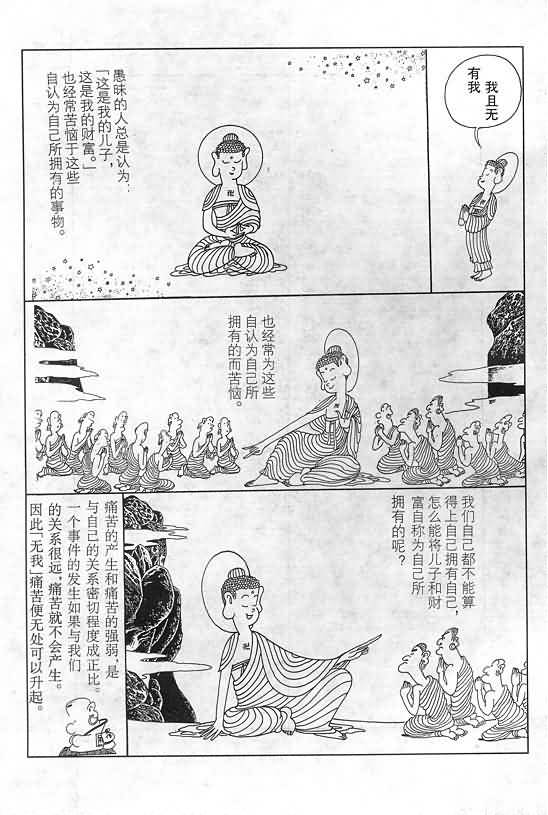 我且无
有我
愚昧的人总是认为：
「这是我的儿子，
这是我的财富。」
也经常苦恼于这些
自认为自己所拥有的事物。
也经常为这些
自认为自己所
拥有的而苦恼。
我们自己都不能算
得上自己拥有自己，
怎么能将儿子和财
富自称为自己所
拥有的呢？
痛苦的产生和痛苦的强弱，是
与自己的关系密切程度成正比。
一个事件的发生如果与我们
的关系很远，痛苦就不会产生。
因此「无我」痛苦便无处可以升起。